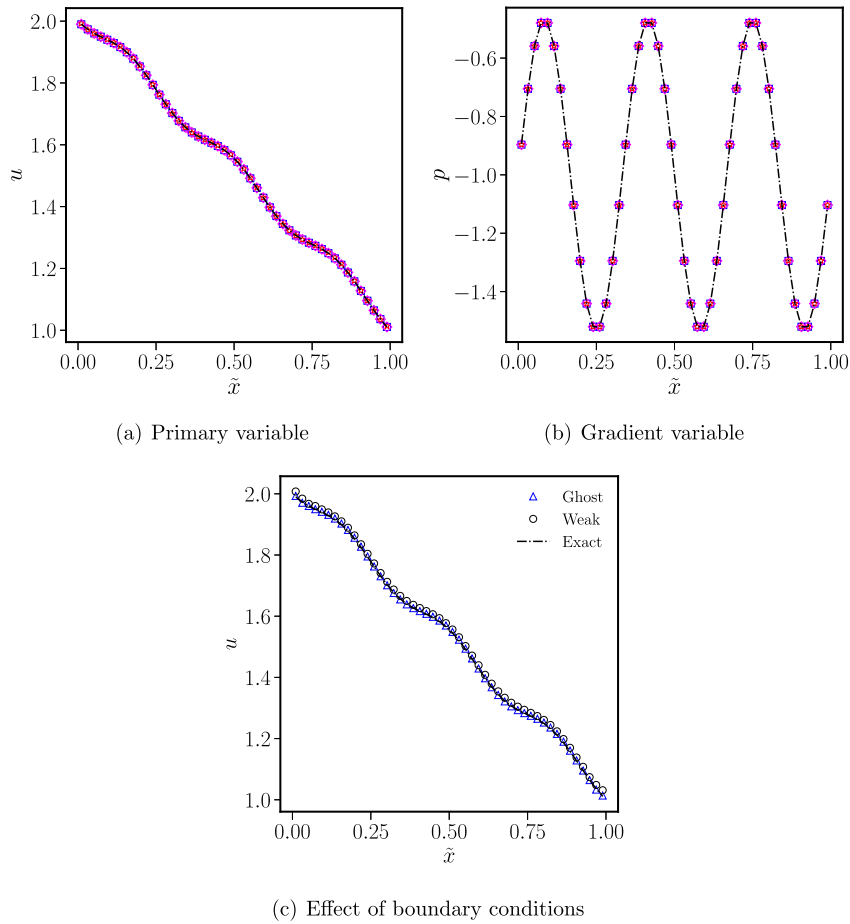 2.0
1.8
1.6
1.4
1.2
1.0
u
0.00 0.25 0.50 0.75 1.00
x̃
(a) Primary variable
−0.6
−0.8
−1.0
−1.2
−1.4
p
0.00 0.25 0.50 0.75 1.00
x̃
(b) Gradient variable
2.0
1.8
1.6
1.4
1.2
1.0
u
Ghost
Weak
Exact
0.00 0.25 0.50 0.75 1.00
x̃
(c) Effect of boundary conditions